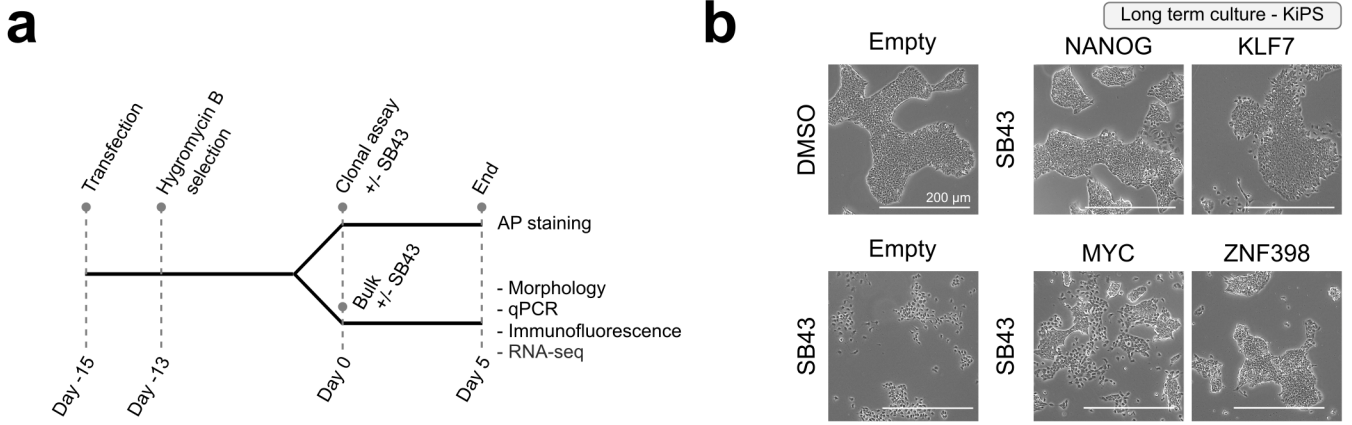 a
Transfection
Hygromycin B
selection
Clonal assay
+/- SB43
End
AP staining
Bulk
+/- SB43
- Morphology
- qPCR
- Immunofluorescence
- RNA-seq
Day -15
Day -13
Day 0
Day 5
b
Long term culture - KiPS
Empty
NANOG
KLF7
DMSO
SB43
200 µm
Empty
MYC
ZNF398
SB43
SB43